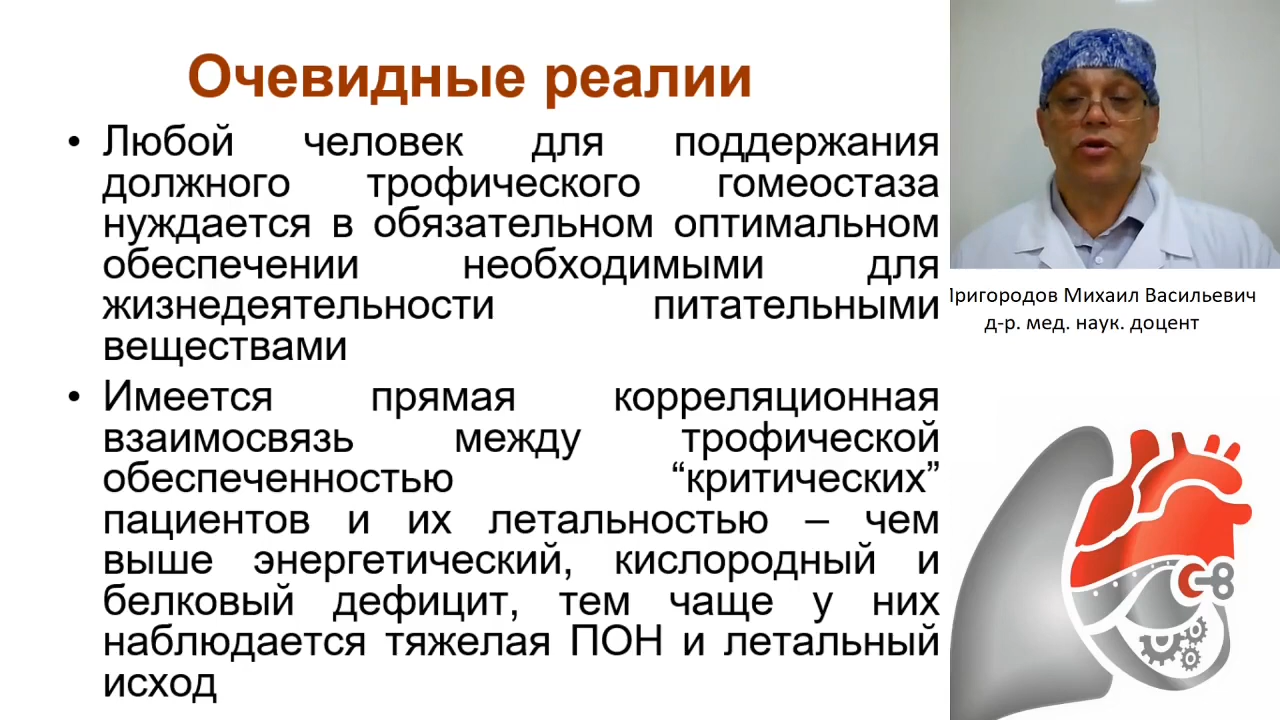 Очевидные реалии
• Любой человек для поддержания
должного трофического гомеостаза
нуждается в обязательном оптимальном
обеспечении необходимыми для
жизнедеятельности питательными
веществами
• Имеется прямая корреляционная
взаимосвязь между трофической
обеспеченностью “критических”
пациентов и их летальностью – чем
выше энергетический, кислородный и
белковый дефицит, тем чаще у них
наблюдается тяжелая ПОН и летальный
исход
Пригородов Михаил Васильевич
д-р. мед. наук. доцент